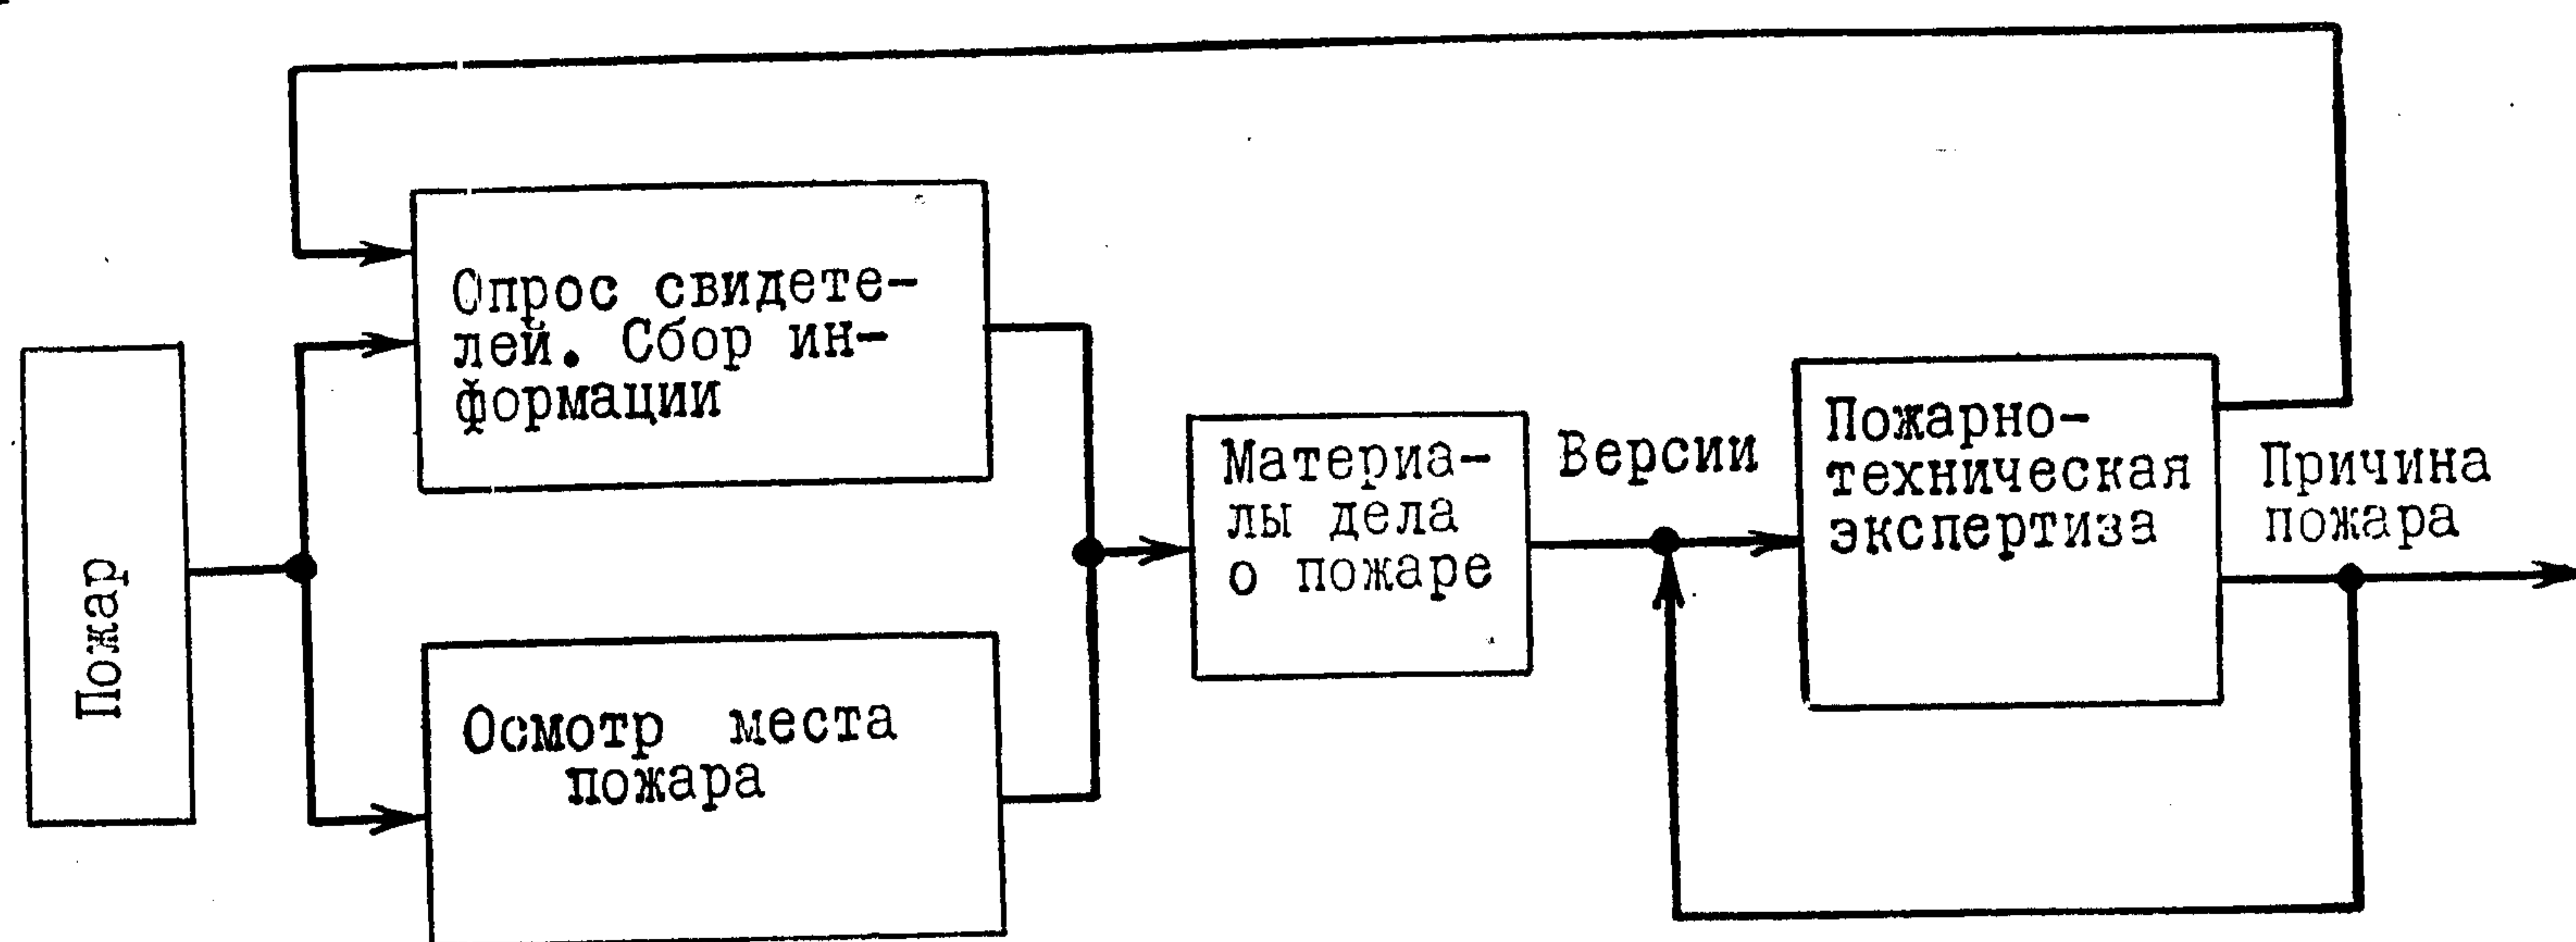 Пожар
Опрос свидете-
лей. Сбор ин-
формации
Осмотр места
пожара
Материа-
лы дела
о пожаре
Версии
Пожарно-
техническая
экспертиза
Причина
пожара